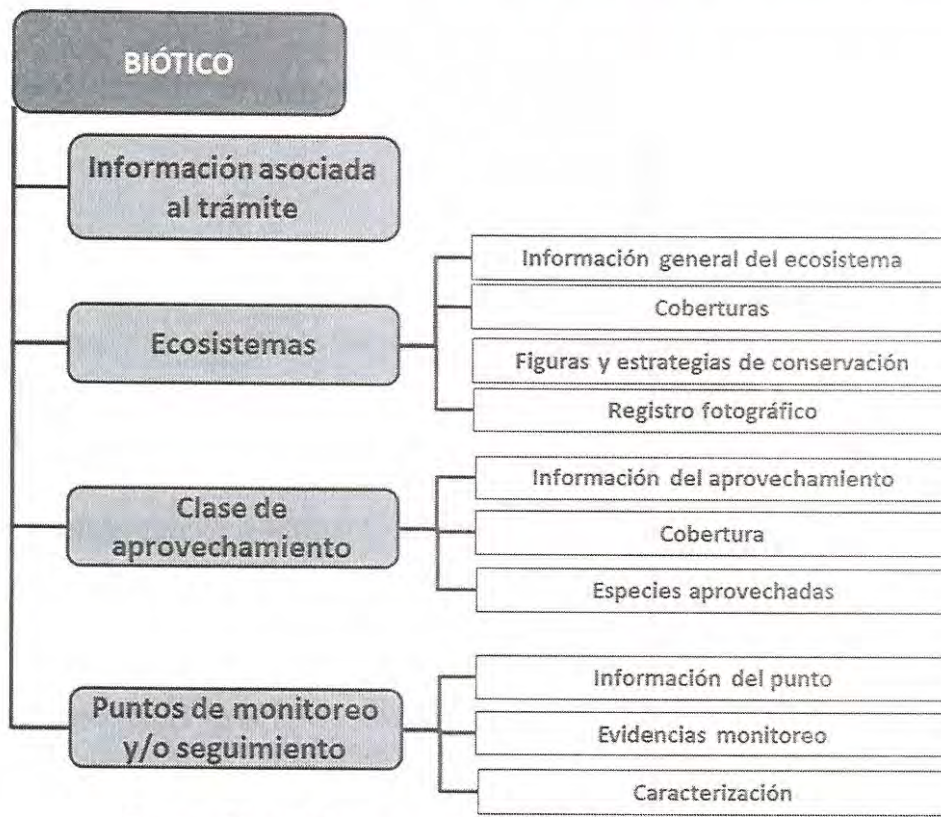 BIÓTICO
Información asociada
al trámite
Ecosistemas
Información general del ecosistema
Coberturas
Figuras y estrategias de conservación
Registro fotográfico
Clase de
aprovechamiento
Información del aprovechamiento
Cobertura
Especies aprovechadas
Puntos de monitoreo
y/o seguimiento
Información del punto
Evidencias monitoreo
Caracterización